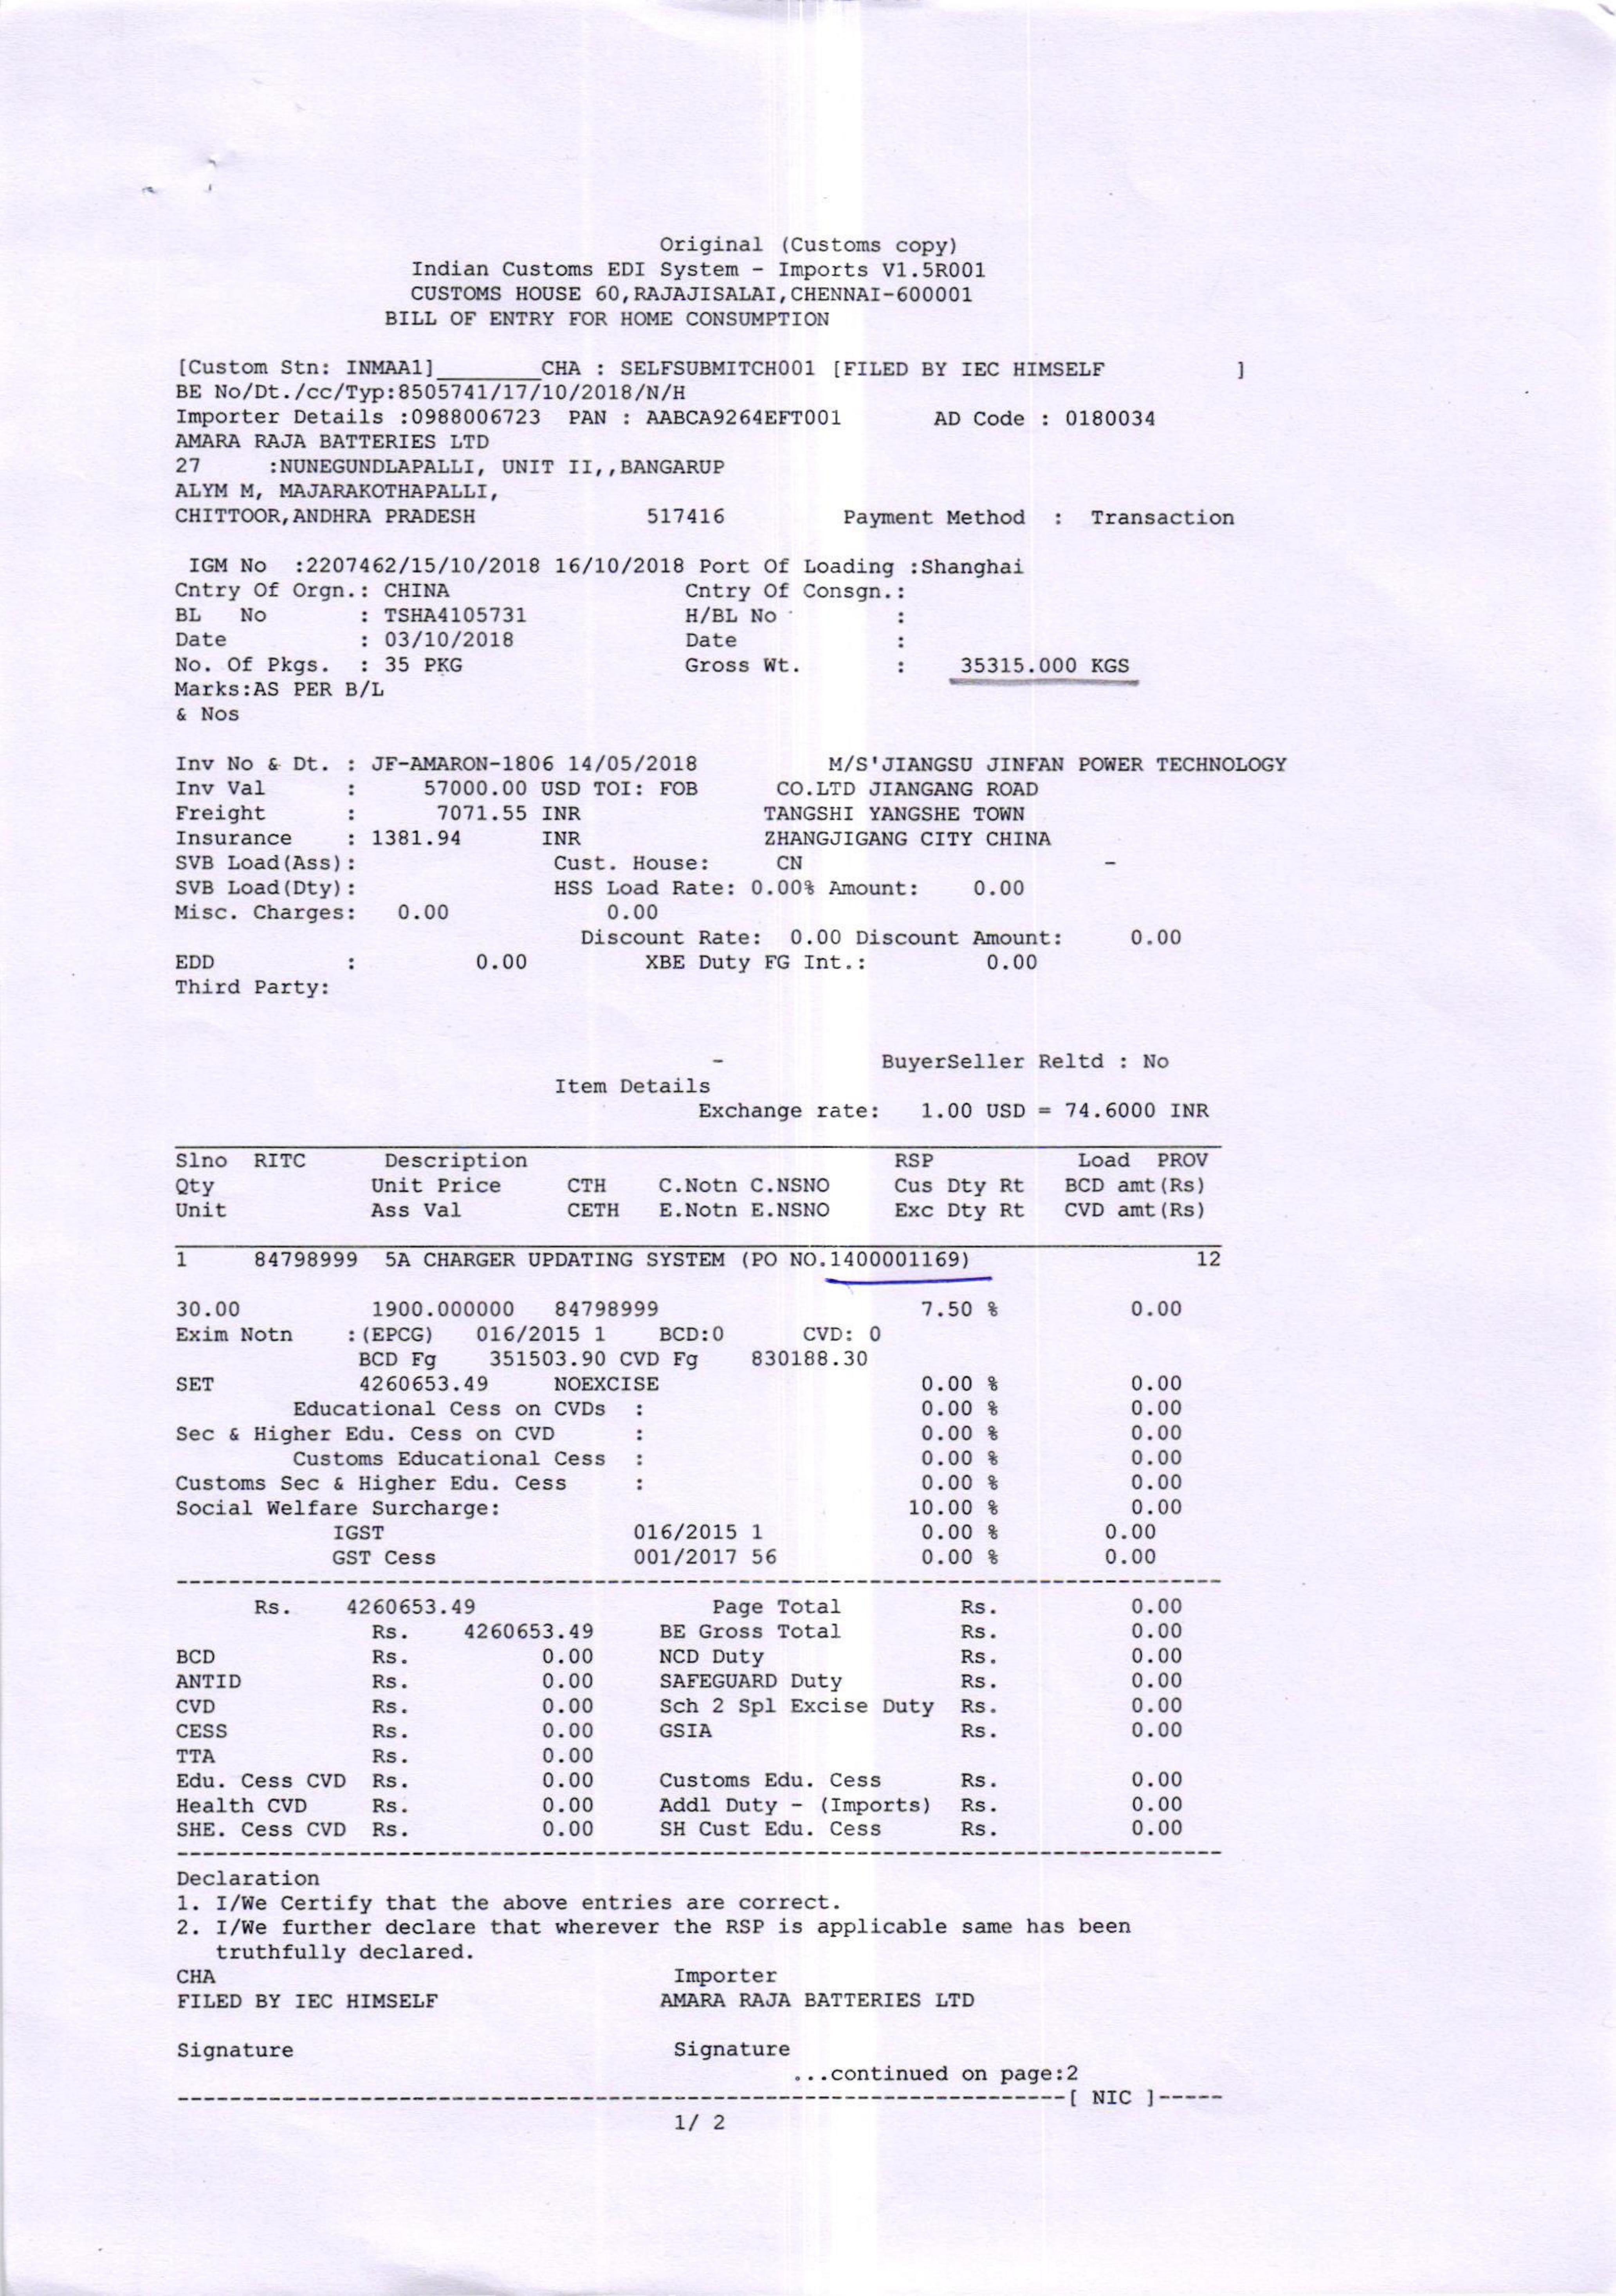 Original (Customs copy)
Indian Customs EDI System - Imports V1.5R001
CUSTOMS HOUSE 60,RAJAJISALAI,CHENNAI-600001
BILL OF ENTRY FOR HOME CONSUMPTION
[Custom Stn: INMAA1]________CHA : SELFSUBMITCH001 [FILED BY IEC HIMSELF ]
BE No/Dt./cc/Typ:8505741/17/10/2018/N/H
Importer Details :0988006723 PAN : AABCA9264EFT001 AD Code : 0180034
AMARA RAJA BATTERIES LTD
27 :NUNEGUNDLAPALLI, UNIT II,,BANGARUP
ALYM M, MAJARAKOTHAPALLI,
CHITTOOR,ANDHRA PRADESH 517416 Payment Method : Transaction
IGM No :2207462/15/10/2018 16/10/2018 Port Of Loading :Shanghai
Cntry Of Orgn.: CHINA Cntry Of Consgn.:
BL No : TSHA4105731 H/BL No :
Date : 03/10/2018 Date :
No. Of Pkgs. : 35 PKG Gross Wt. : 35315.000 KGS
Marks:AS PER B/L
& Nos
Inv No & Dt. : JF-AMARON-1806 14/05/2018 M/S'JIANGSU JINFAN POWER TECHNOLOGY
Inv Val : 57000.00 USD TOI: FOB CO.LTD JIANGANG ROAD
Freight : 7071.55 INR TANGSHI YANGSHE TOWN
Insurance : 1381.94 INR ZHANGJIGANG CITY CHINA
SVB Load(Ass): Cust. House: CN -
SVB Load(Dty): HSS Load Rate: 0.00% Amount: 0.00
Misc. Charges: 0.00 0.00
Discount Rate: 0.00 Discount Amount: 0.00
EDD : 0.00 XBE Duty FG Int.: 0.00
Third Party:
- BuyerSeller Reltd : No
Item Details
Exchange rate: 1.00 USD = 74.6000 INR
Slno RITC Description RSP Load PROV
Qty Unit Price CTH C.Notn C.NSNO Cus Dty Rt BCD amt(Rs)
Unit Ass Val CETH E.Notn E.NSNO Exc Dty Rt CVD amt(Rs)
1 84798999 5A CHARGER UPDATING SYSTEM (PO NO.1400001169) 12
30.00 1900.000000 84798999 7.50 % 0.00
Exim Notn :(EPCG) 016/2015 1 BCD:0 CVD: 0
BCD Fg 351503.90 CVD Fg 830188.30
SET 4260653.49 NOEXCISE 0.00 % 0.00
Educational Cess on CVDs : 0.00 % 0.00
Sec & Higher Edu. Cess on CVD : 0.00 % 0.00
Customs Educational Cess : 0.00 % 0.00
Customs Sec & Higher Edu. Cess : 0.00 % 0.00
Social Welfare Surcharge: 10.00 % 0.00
IGST 016/2015 1 0.00 % 0.00
GST Cess 001/2017 56 0.00 % 0.00
Rs. 4260653.49 Page Total Rs. 0.00
Rs. 4260653.49 BE Gross Total Rs. 0.00
BCD Rs. 0.00 NCD Duty Rs. 0.00
ANTID Rs. 0.00 SAFEGUARD Duty Rs. 0.00
CVD Rs. 0.00 Sch 2 Spl Excise Duty Rs. 0.00
CESS Rs. 0.00 GSIA Rs. 0.00
TTA Rs. 0.00
Edu. Cess CVD Rs. 0.00 Customs Edu. Cess Rs. 0.00
Health CVD Rs. 0.00 Addl Duty - (Imports) Rs. 0.00
SHE. Cess CVD Rs. 0.00 SH Cust Edu. Cess Rs. 0.00
Declaration
1. I/We Certify that the above entries are correct.
2. I/We further declare that wherever the RSP is applicable same has been
truthfully declared.
CHA Importer
FILED BY IEC HIMSELF AMARA RAJA BATTERIES LTD
Signature Signature
...continued on page:2
[ NIC ]
1/ 2